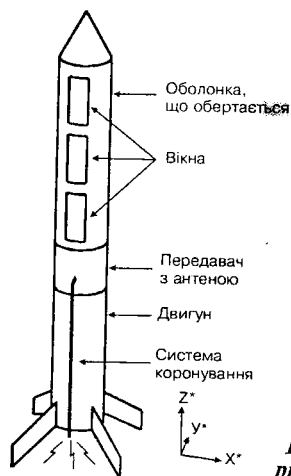 Оболонка,
що обертається
Вікна
Передавач
з антеною
Двигун
Система
коронування
Z*
Y*
X*